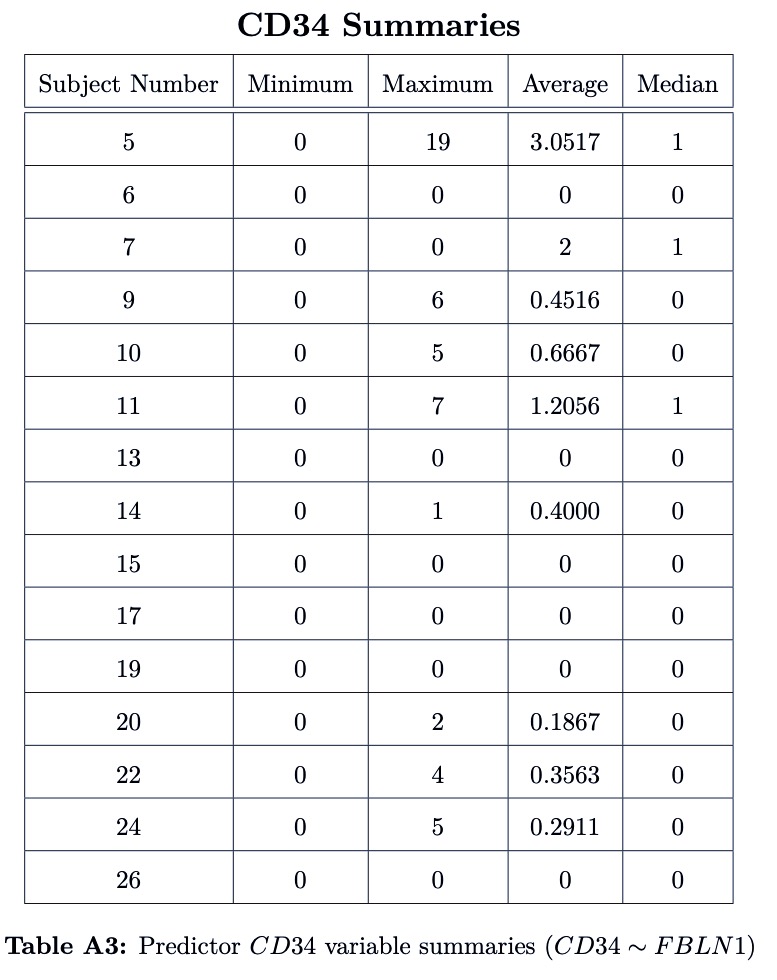 CD34 Summaries
Subject Number Minimum Maximum Average Median
5 0 19 3.0517 1
6 0 0 0 0
7 0 0 2 1
9 0 6 0.4516 0
10 0 5 0.6667 0
11 0 7 1.2056 1
13 0 0 0 0
14 0 1 0.4000 0
15 0 0 0 0
17 0 0 0 0
19 0 0 0 0
20 0 2 0.1867 0
22 0 4 0.3563 0
24 0 5 0.2911 0
26 0 0 0 0
Table A3: Predictor CD34 variable summaries (CD34 ∼ FBLN1)